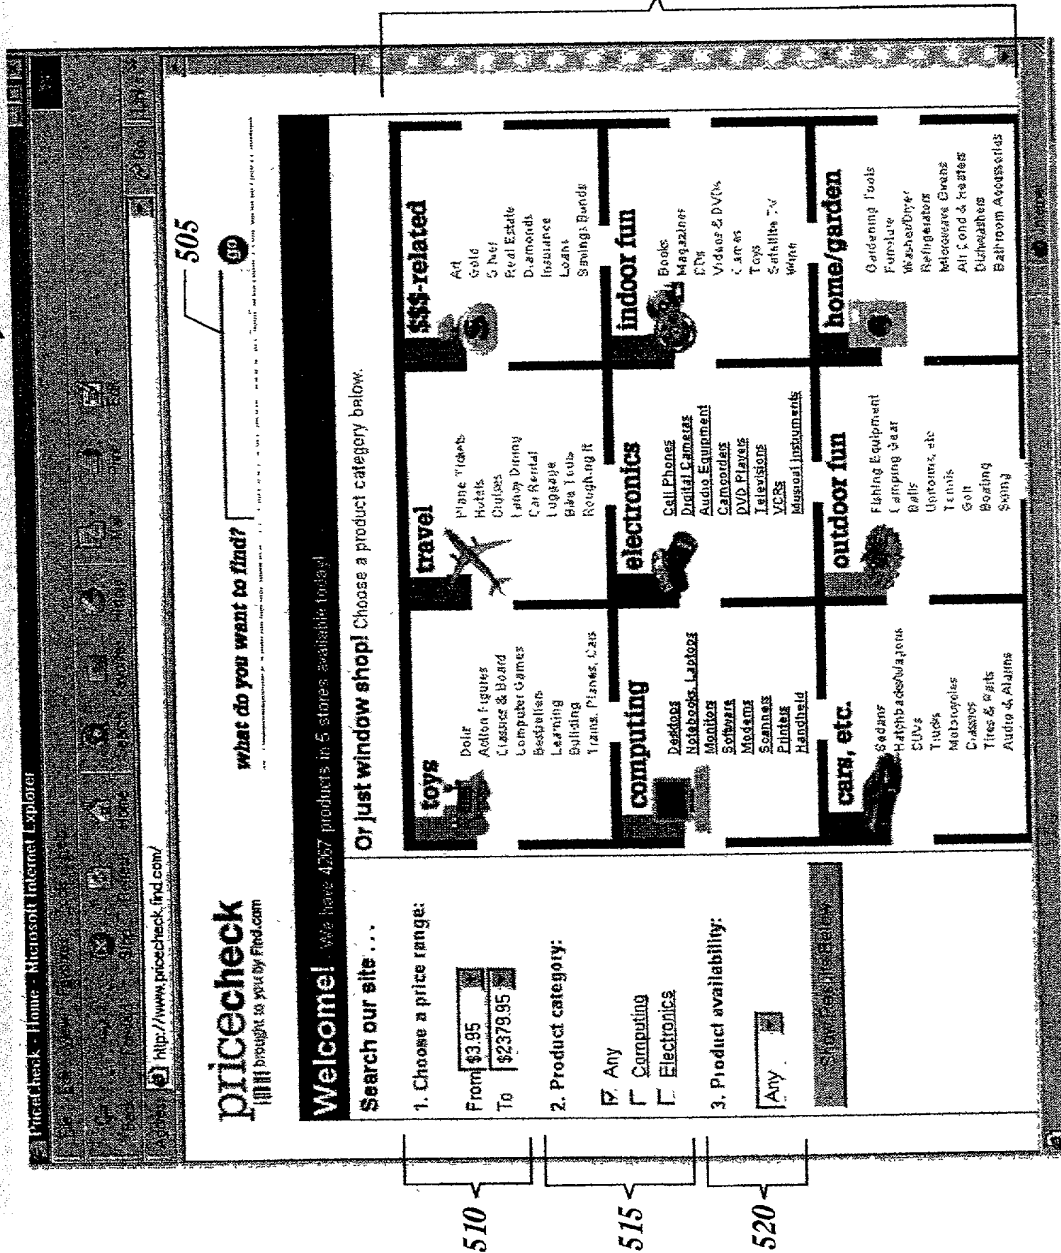 PriceCheck - Home - Microsoft Internet Explorer
http://www.pricecheck.find.com/
pricecheck
brought to you by Find.com
what do you want to find?
go
505
Welcome! We have 4367 products in 5 stores available today!
Search our site . . .
1. Choose a price range:
From $3.95
To $2379.95
2. Product category:
Any
Computing
Electronics
3. Product availability:
Any
510
515
520
Or just window shop! Choose a product category below.
toys
Dolls
Action Figures
Classics & Board
Computer Games
Bestsellers
Learning
Building
Trains, Planes, Cars
travel
Plane Tickets
Hotels
Cruises
Fancy Dining
Car Rental
Luggage
Bike Tours
Roughing It
$$$-related
Art
Gold
Silver
Real Estate
Diamonds
Insurance
Loans
Savings Bonds
computing
Desktops
Notebooks, Laptops
Monitors
Software
Modems
Scanners
Printers
Handheld
electronics
Cell Phones
Digital Cameras
Audio Equipment
Camcorders
DVD Players
Televisions
VCRs
Musical Instruments
indoor fun
Books
Magazines
CDs
Videos & DVDs
Games
Toys
Satellite TV
Wine
cars, etc.
Sedans
Hatchbacks/Wagons
SUVs
Trucks
Motorcycles
Classics
Tires & Parts
Audio & Alarms
outdoor fun
Fishing Equipment
Camping Gear
Balls
Uniforms, etc
Tennis
Golf
Boating
Skiing
home/garden
Gardening Tools
Furniture
Washer/Dryer
Refrigerators
Microwave Ovens
Air Cond & Heaters
Dishwashers
Bathroom Accessories
Internet